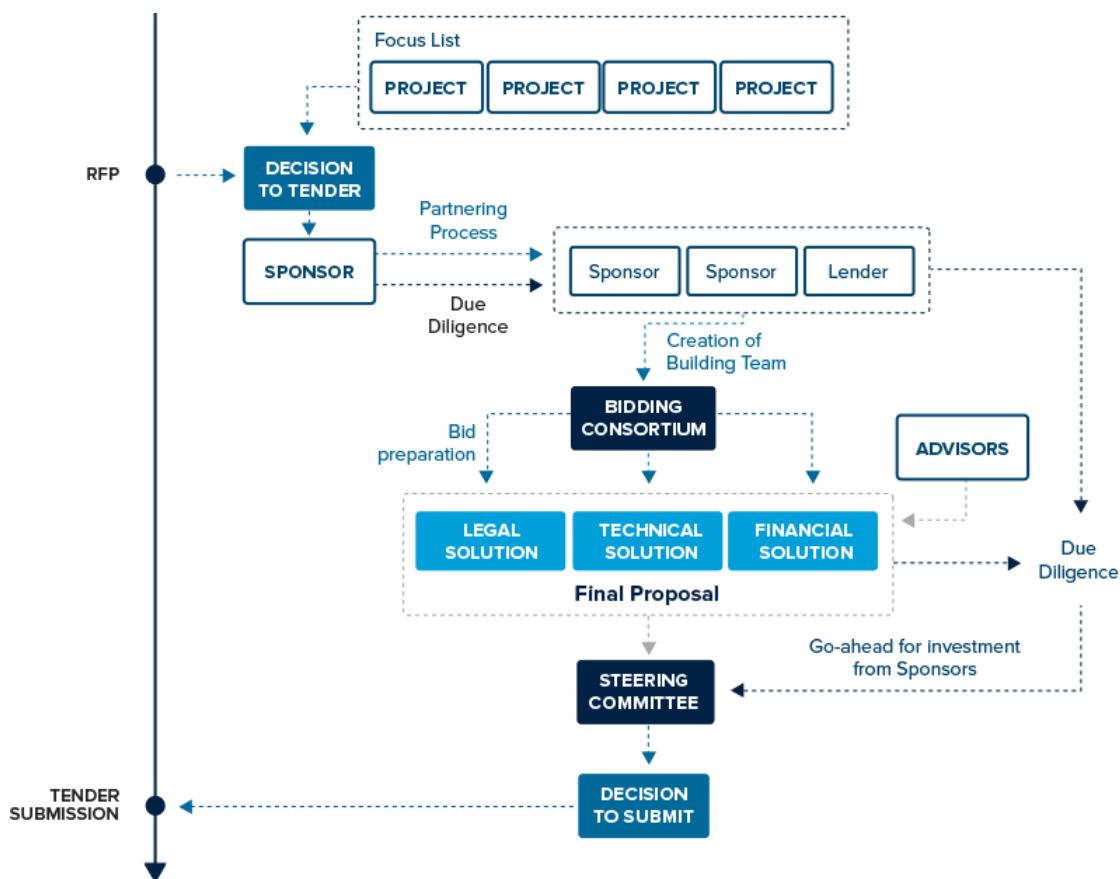 Focus List
PROJECT
PROJECT
PROJECT
PROJECT
RFP
DECISION
TO TENDER
Partnering
Process
SPONSOR
Due
Diligence
Sponsor
Sponsor
Lender
Creation of
Building Team
BIDDING
CONSORTIUM
Bid
preparation
ADVISORS
LEGAL
SOLUTION
TECHNICAL
SOLUTION
FINANCIAL
SOLUTION
Final Proposal
Due
Diligence
Go-ahead for investment
from Sponsors
STEERING
COMMITTEE
DECISION
TO SUBMIT
TENDER
SUBMISSION